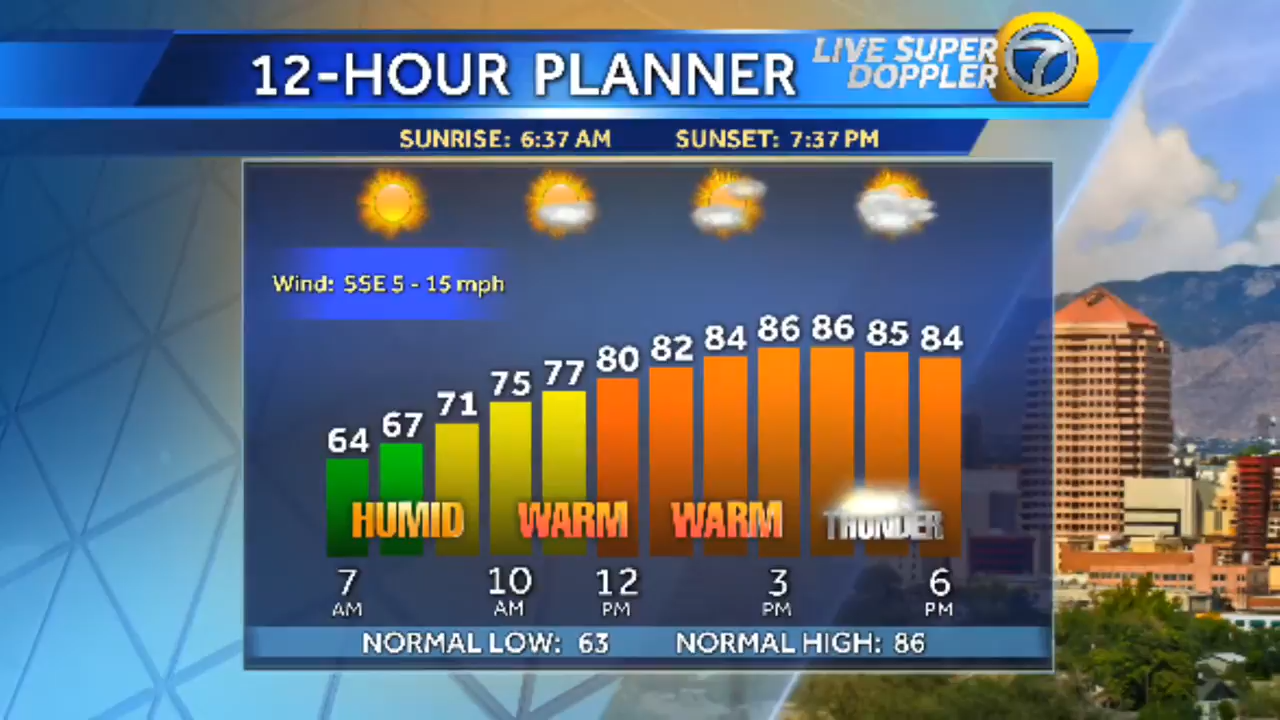 12-HOUR PLANNER
LIVE SUPER
DOPPLER
7
SUNRISE: 6:37 AM SUNSET: 7:37 PM
Wind: SSE 5 - 15 mph
64 67 71 75 77 80 82 84 86 86 85 84
HUMID WARM WARM THUNDER
7 10 12 3 6
AM AM PM PM PM
NORMAL LOW: 63 NORMAL HIGH: 86